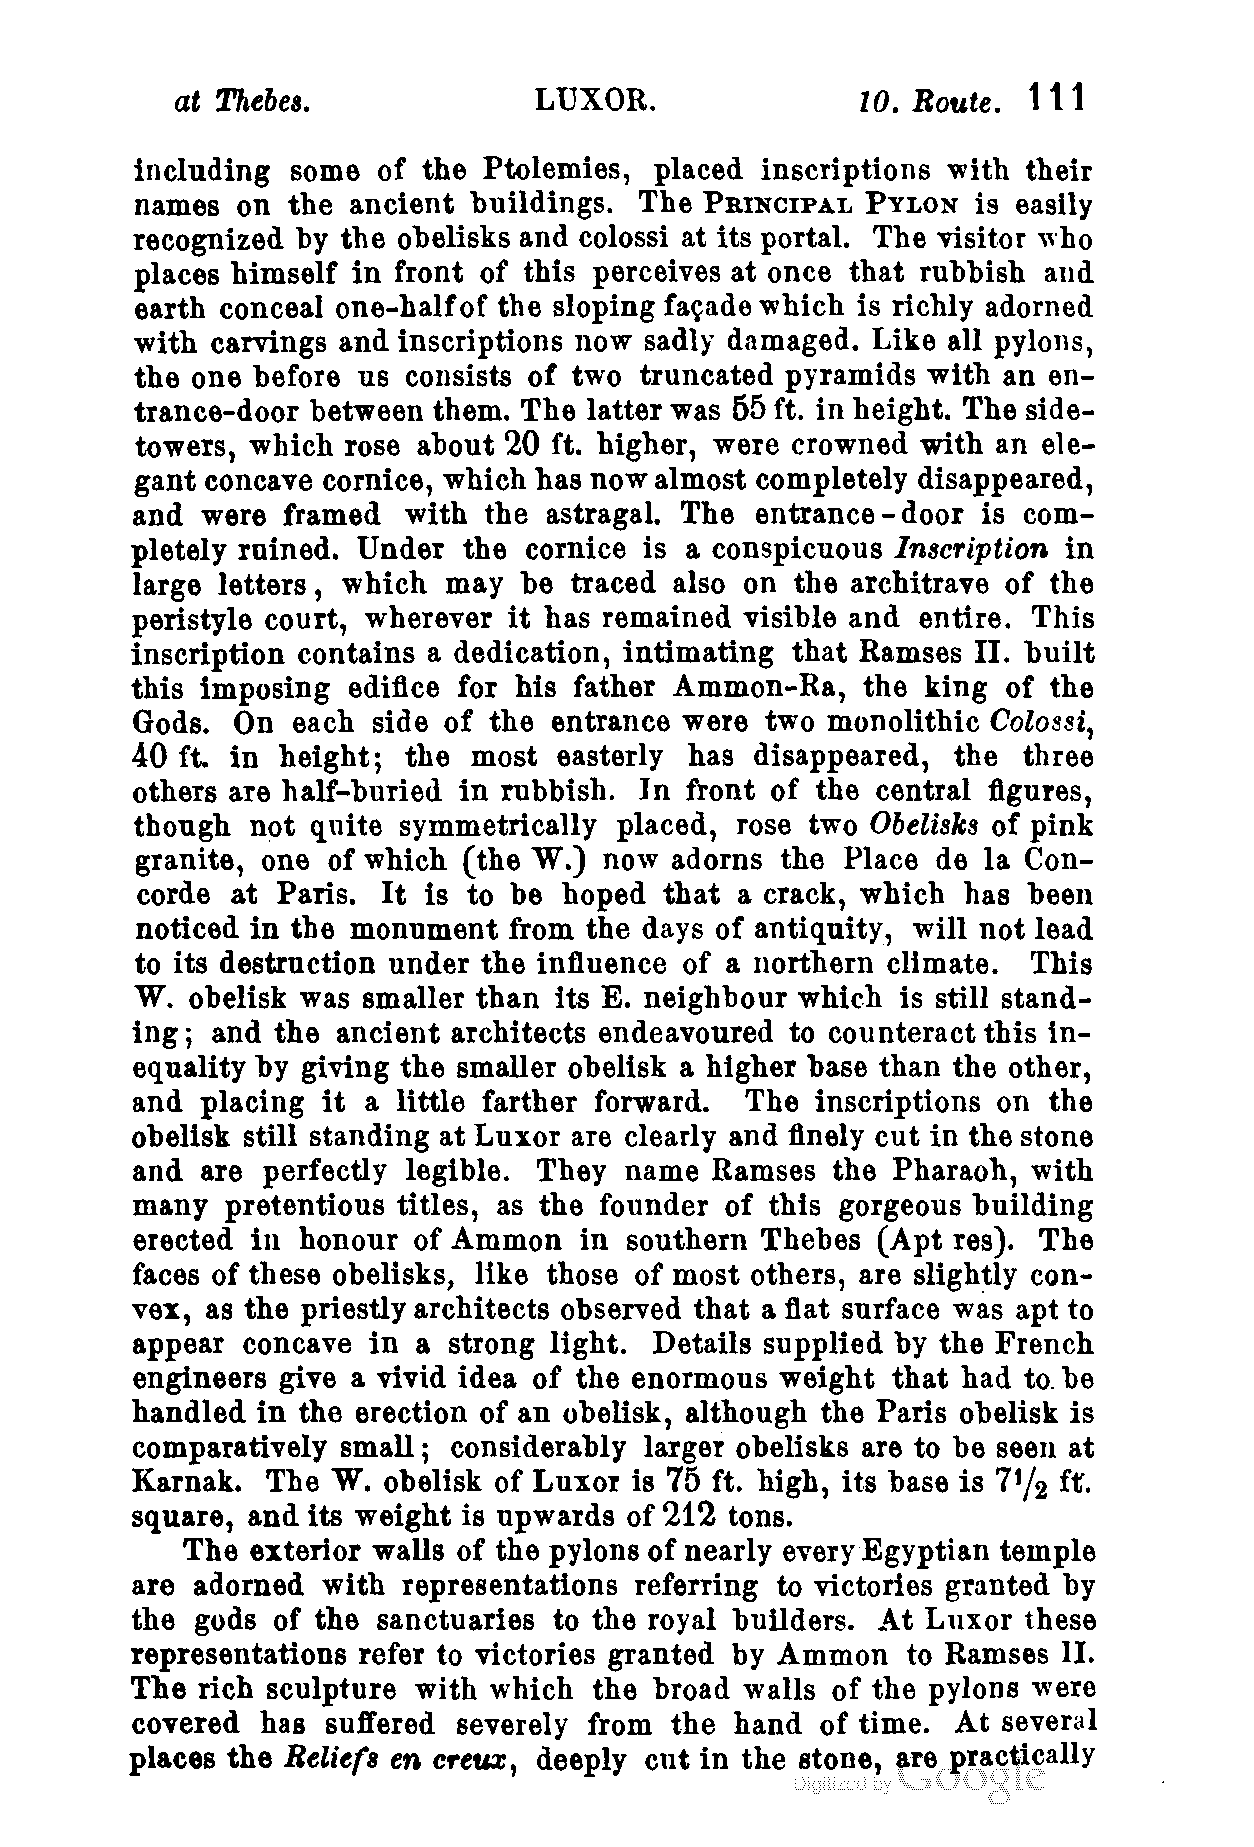 at Thebes. LUXOR. 10. Route. 111
including some of the Ptolemies, placed inscriptions with their
names on the ancient buildings. The PRINCIPAL PYLON is easily
recognized by the obelisks and colossi at its portal. The visitor who
places himself in front of this perceives at once that rubbish and
earth conceal one-half of the sloping façade which is richly adorned
with carvings and inscriptions now sadly damaged. Like all pylons,
the one before us consists of two truncated pyramids with an en-
trance-door between them. The latter was 55 ft. in height. The side-
towers, which rose about 20 ft. higher, were crowned with an ele-
gant concave cornice, which has now almost completely disappeared,
and were framed with the astragal. The entrance-door is com-
pletely ruined. Under the cornice is a conspicuous Inscription in
large letters, which may be traced also on the architrave of the
peristyle court, wherever it has remained visible and entire. This
inscription contains a dedication, intimating that Ramses II. built
this imposing edifice for his father Ammon-Ra, the king of the
Gods. On each side of the entrance were two monolithic Colossi,
40 ft. in height; the most easterly has disappeared, the three
others are half-buried in rubbish. In front of the central figures,
though not quite symmetrically placed, rose two Obelisks of pink
granite, one of which (the W.) now adorns the Place de la Con-
corde at Paris. It is to be hoped that a crack, which has been
noticed in the monument from the days of antiquity, will not lead
to its destruction under the influence of a northern climate. This
W. obelisk was smaller than its E. neighbour which is still stand-
ing; and the ancient architects endeavoured to counteract this in-
equality by giving the smaller obelisk a higher base than the other,
and placing it a little farther forward. The inscriptions on the
obelisk still standing at Luxor are clearly and finely cut in the stone
and are perfectly legible. They name Ramses the Pharaoh, with
many pretentious titles, as the founder of this gorgeous building
erected in honour of Ammon in southern Thebes (Apt res). The
faces of these obelisks, like those of most others, are slightly con-
vex, as the priestly architects observed that a flat surface was apt to
appear concave in a strong light. Details supplied by the French
engineers give a vivid idea of the enormous weight that had to be
handled in the erection of an obelisk, although the Paris obelisk is
comparatively small; considerably larger obelisks are to be seen at
Karnak. The W. obelisk of Luxor is 75 ft. high, its base is 7 1/2 ft.
square, and its weight is upwards of 212 tons.
The exterior walls of the pylons of nearly every Egyptian temple
are adorned with representations referring to victories granted by
the gods of the sanctuaries to the royal builders. At Luxor these
representations refer to victories granted by Ammon to Ramses II.
The rich sculpture with which the broad walls of the pylons were
covered has suffered severely from the hand of time. At several
places the Reliefs en creux, deeply cut in the stone, are practically
Digitized by Google